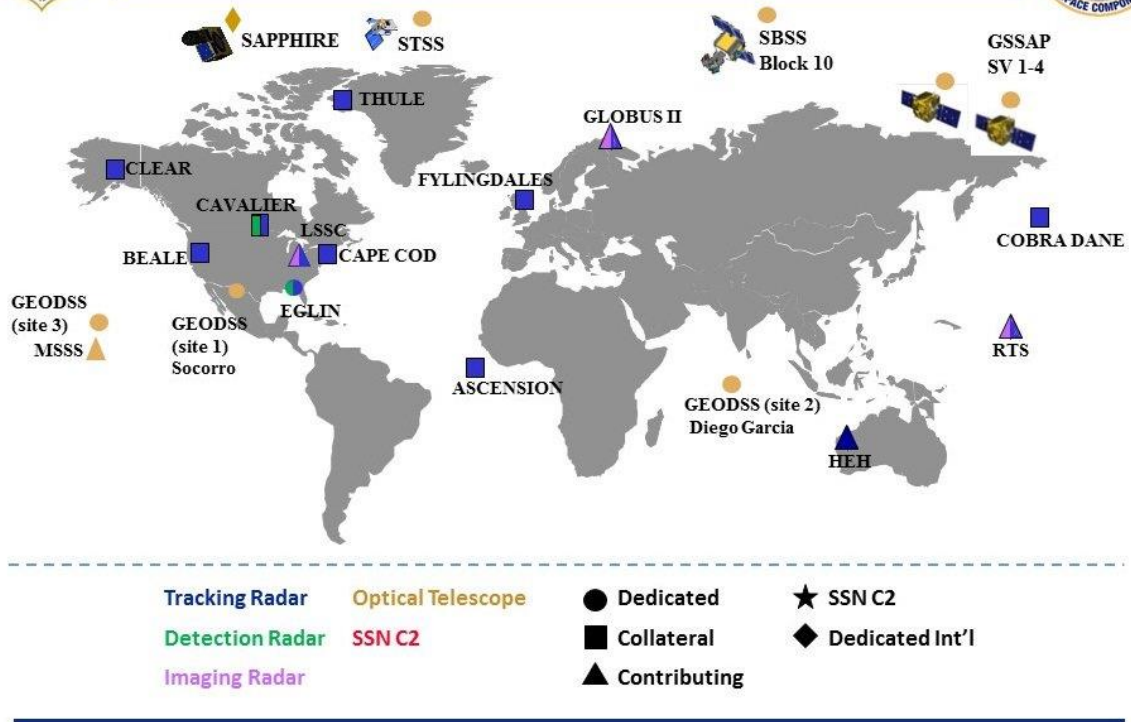 PACE COMPON
SAPPHIRE
STSS
SBSS
Block 10
GSSAP
SV 1-4
THULE
GLOBUS II
CLEAR
FYLINGDALES
CAVALIER
LSSC
COBRA DANE
BEALE
CAPE COD
GEODSS
(site 3)
MSSS
EGLIN
GEODSS
(site 1)
Socorro
RTS
ASCENSION
GEODSS (site 2)
Diego Garcia
HEH
Tracking Radar
Optical Telescope
Dedicated
SSN C2
Detection Radar
SSN C2
Collateral
Dedicated Int'l
Imaging Radar
Contributing